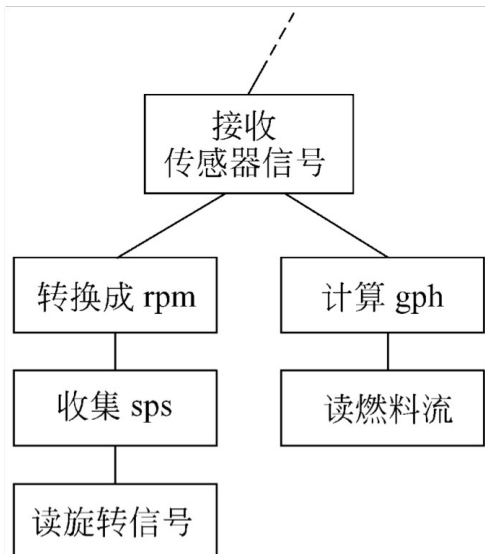 接收
传感器信号
转换成 rpm
计算 gph
收集 sps
读燃料流
读旋转信号